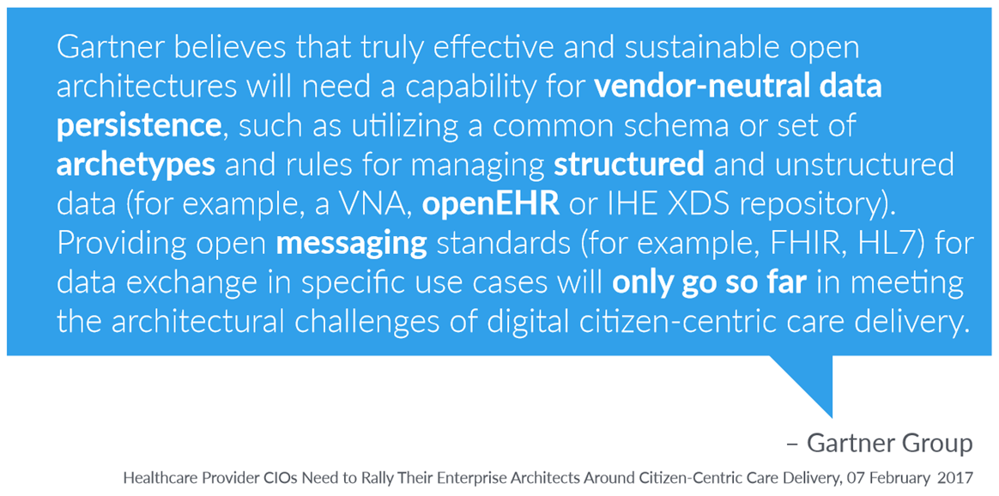 Gartner believes that truly effective and sustainable open
architectures will need a capability for vendor-neutral data
persistence, such as utilizing a common schema or set of
archetypes and rules for managing structured and unstructured
data (for example, a VNA, openEHR or IHE XDS repository).
Providing open messaging standards (for example, FHIR, HL7) for
data exchange in specific use cases will only go so far in meeting
the architectural challenges of digital citizen-centric care delivery.
– Gartner Group
Healthcare Provider CIOs Need to Rally Their Enterprise Architects Around Citizen-Centric Care Delivery, 07 February 2017